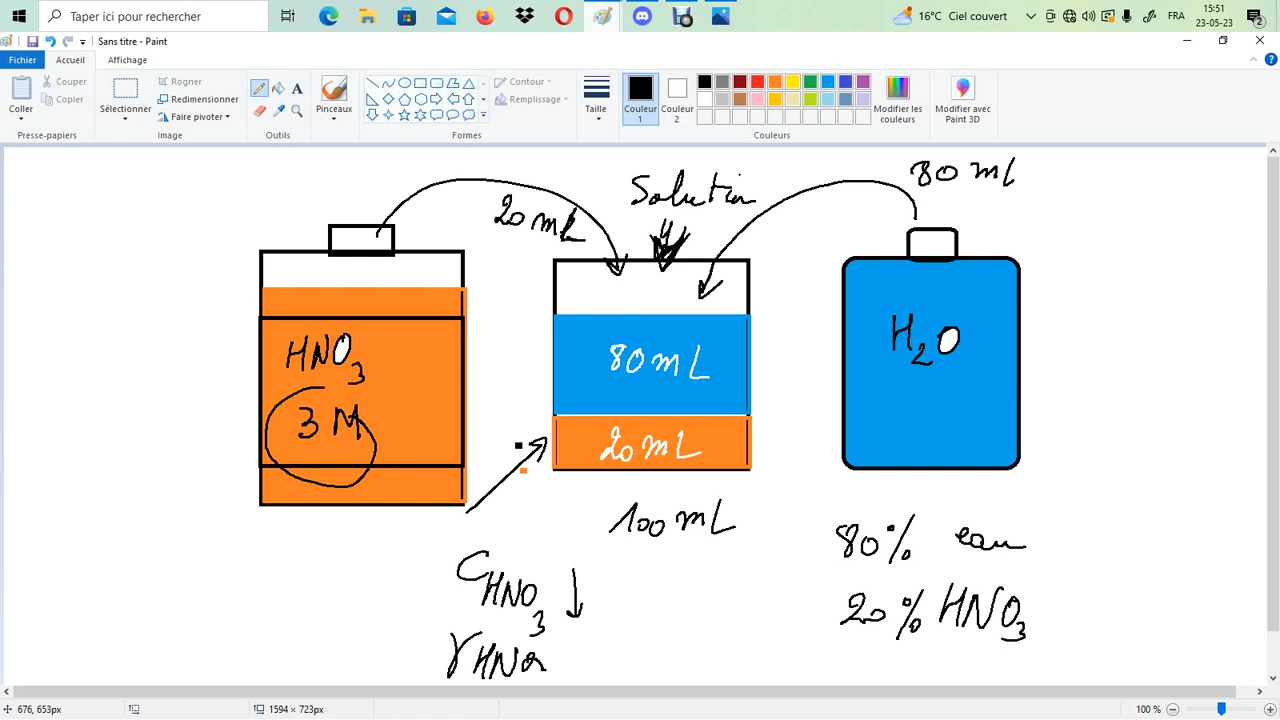 Taper ici pour rechercher
16°C Ciel couvert
FRA
15:51
23-05-23
2
Sans titre - Paint
Fichier
Accueil
Affichage
Coller
Couper
Copier
Presse-papiers
Sélectionner
Rogner
Redimensionner
Faire pivoter
Image
A
Outils
Pinceaux
Contour
Remplissage
Formes
Taille
Couleur 1
Couleur 2
Modifier les couleurs
Modifier avec Paint 3D
Couleurs
Solution
80 mL
20 mL
HNO3
3 M
80 mL
20 mL
H2O
100 mL
80% eau
20% HNO3
CHNO3 ↓
γHNO
676, 653px
1594 × 723px
100 %